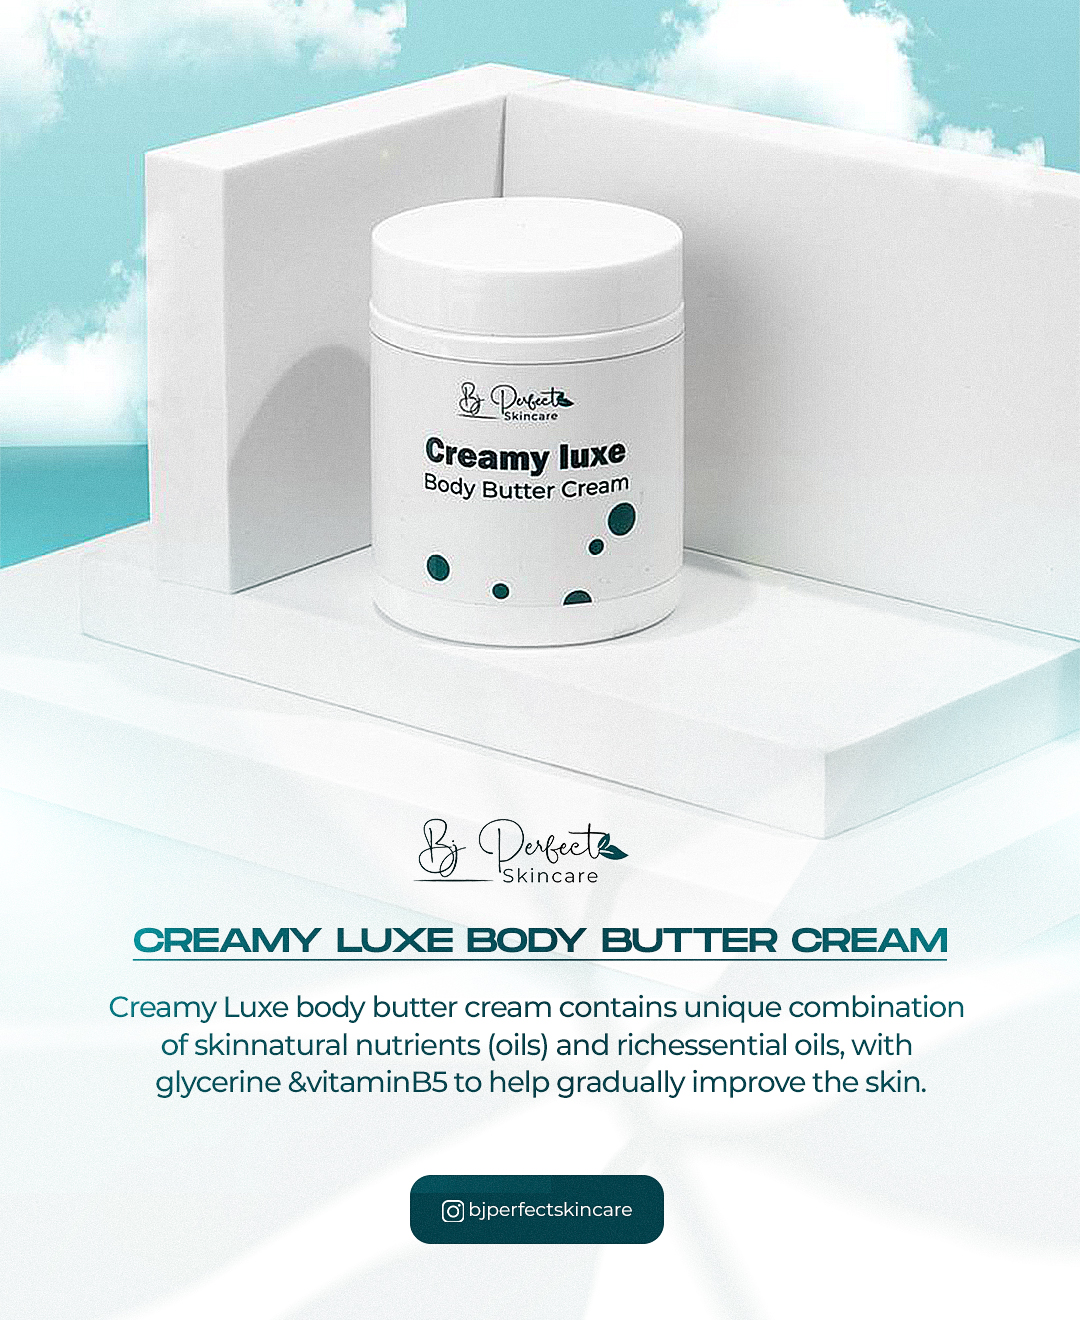 Bj Perfect
Skincare
Creamy luxe
Body Butter Cream
Bj Perfect
Skincare
CREAMY LUXE BODY BUTTER CREAM
Creamy Luxe body butter cream contains unique combination
of skinnatural nutrients (oils) and richessential oils, with
glycerine &vitaminB5 to help gradually improve the skin.
bjperfectskincare